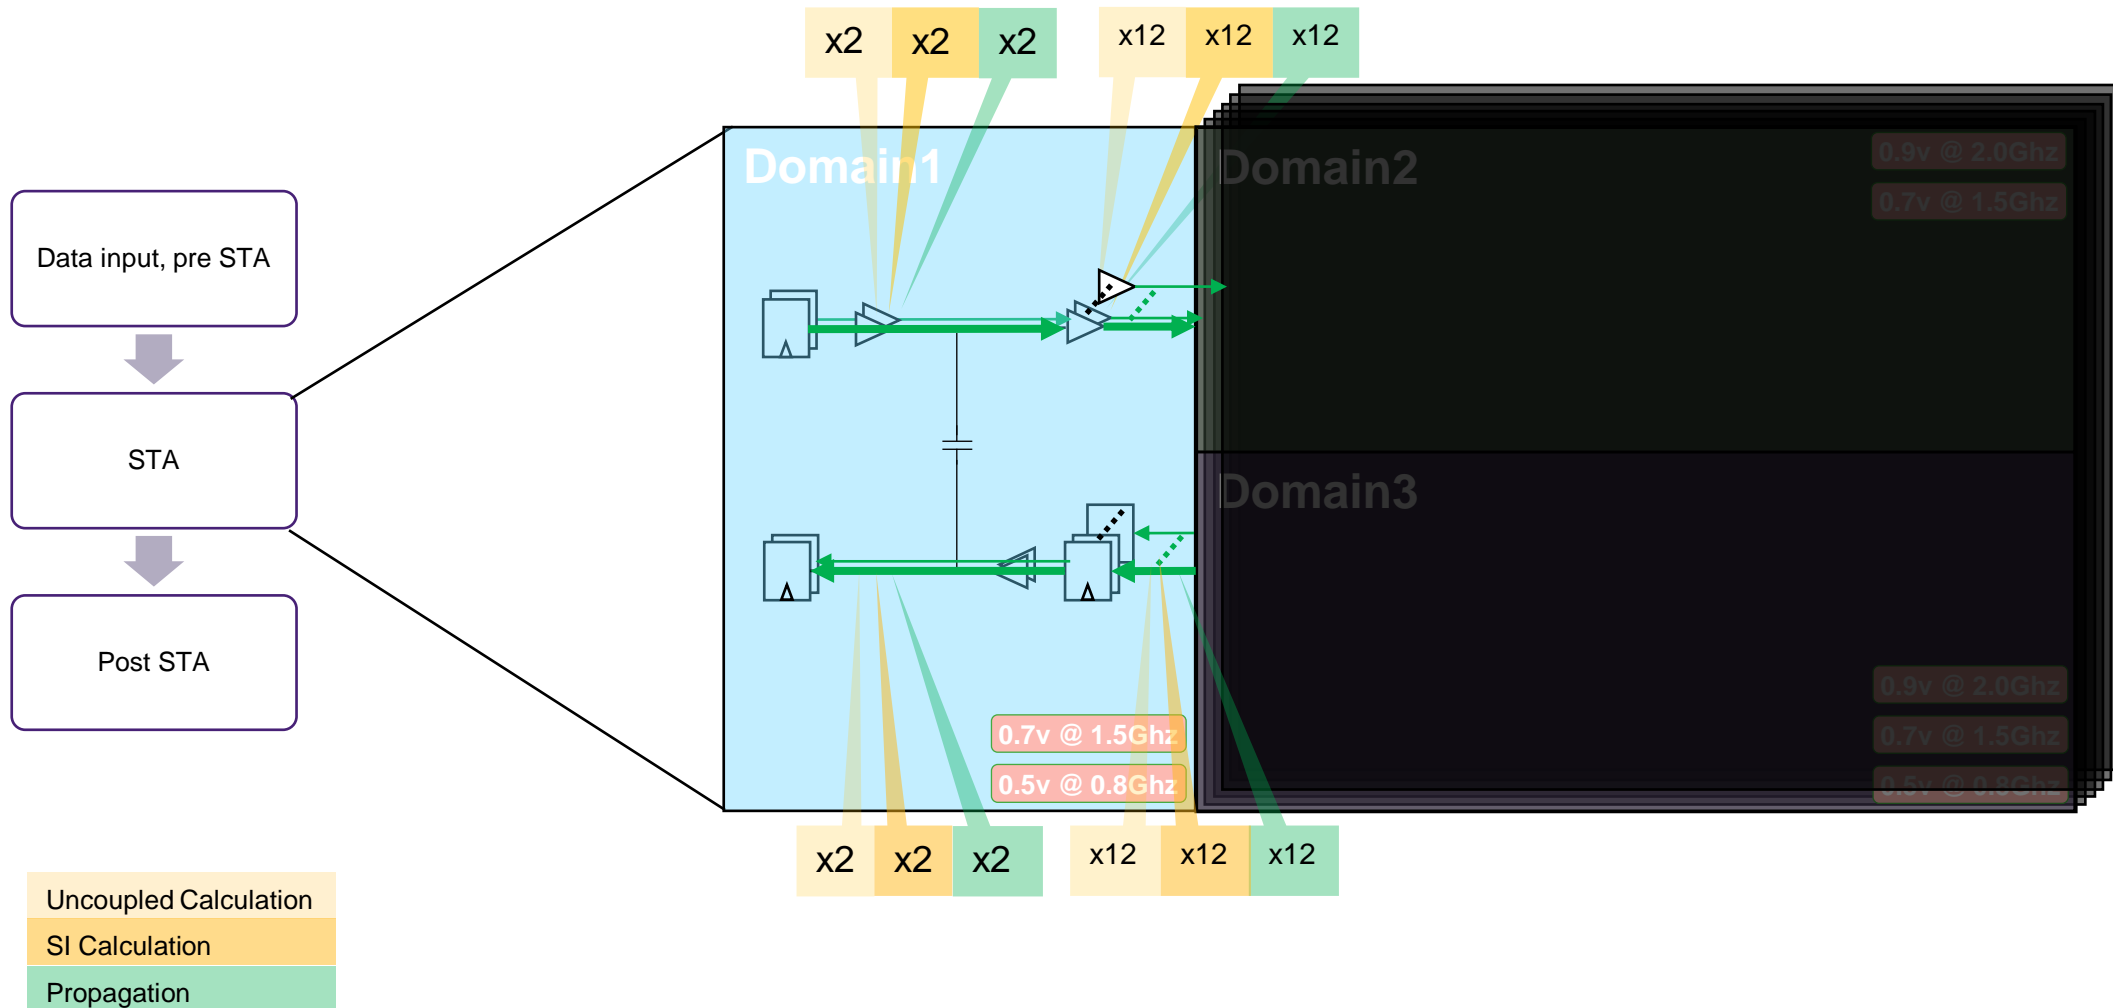 x2 x2 x2 x12 x12 x12
Domain1
Domain2
0.9v @ 2.0Ghz
0.7v @ 1.5Ghz
Data input, pre STA
STA
Post STA
Domain3
0.7v @ 1.5Ghz
0.5v @ 0.8Ghz
0.9v @ 2.0Ghz
0.7v @ 1.5Ghz
0.5v @ 0.8Ghz
x2 x2 x2 x12 x12 x12
Uncoupled Calculation
SI Calculation
Propagation